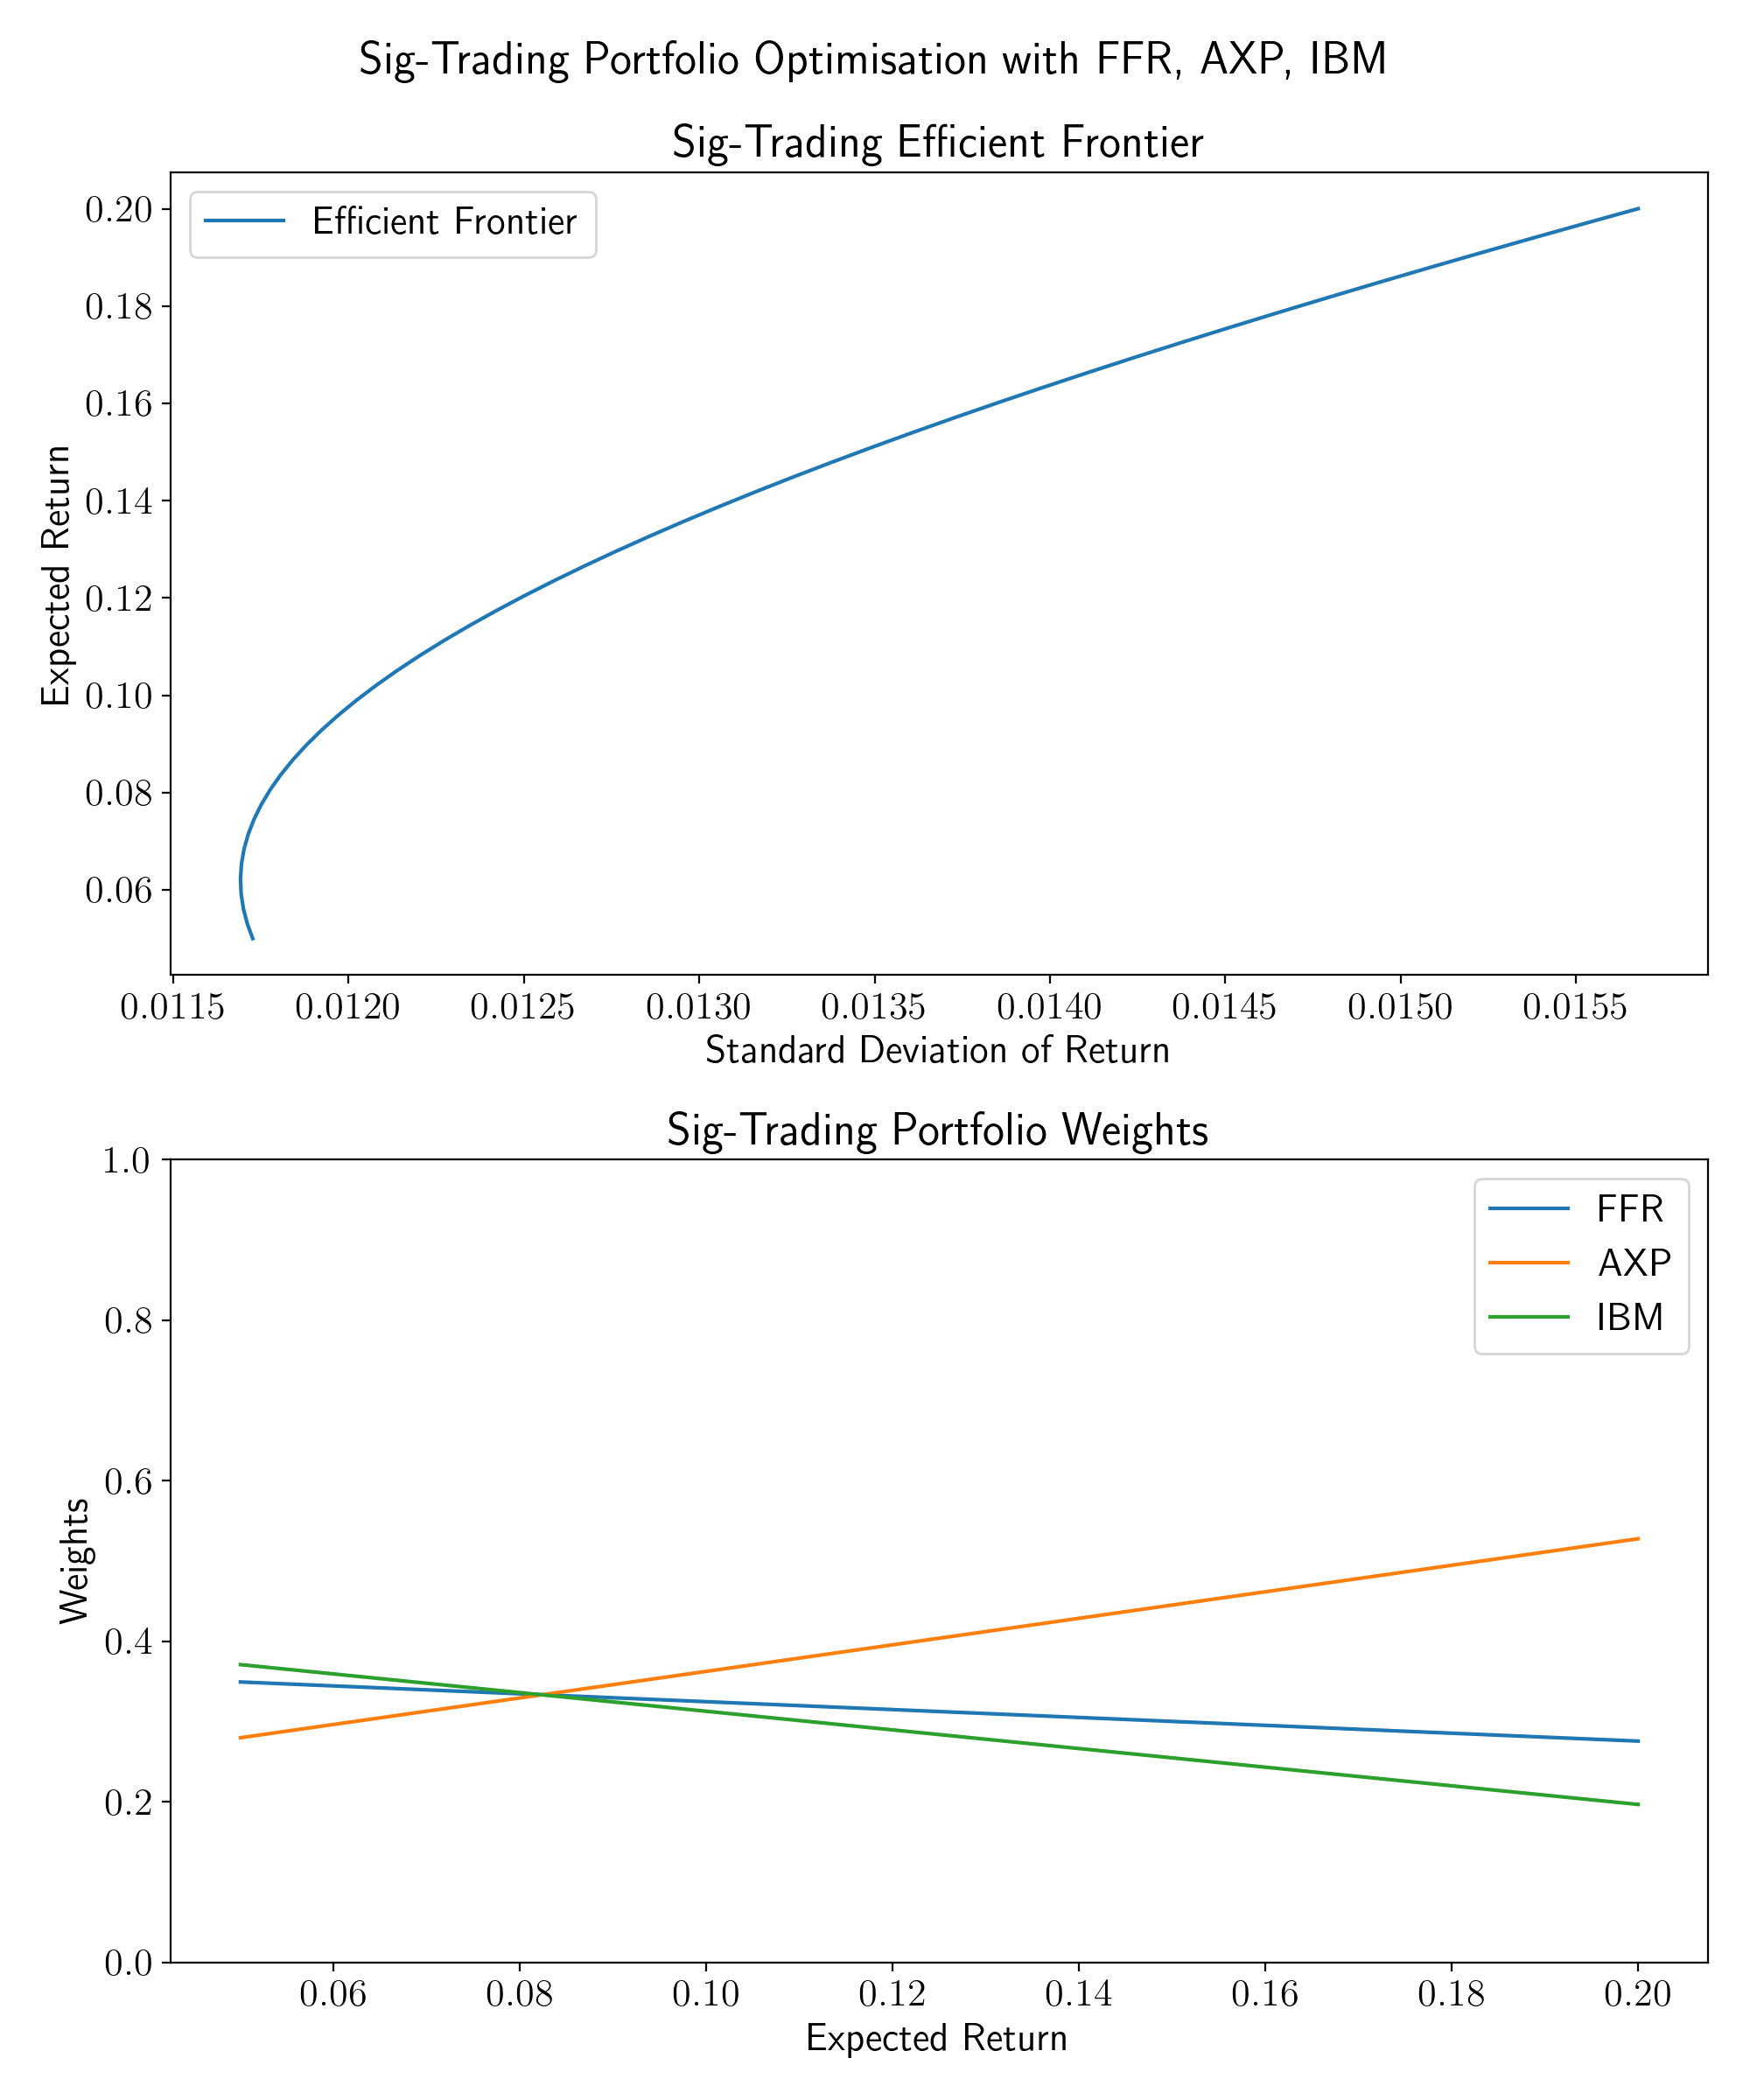 Sig-Trading Portfolio Optimisation with FFR, AXP, IBM
Sig-Trading Efficient Frontier
Efficient Frontier
0.20
0.18
0.16
0.14
0.12
0.10
0.08
0.06
Expected Return
0.0115 0.0120 0.0125 0.0130 0.0135 0.0140 0.0145 0.0150 0.0155
Standard Deviation of Return
Sig-Trading Portfolio Weights
FFR
AXP
IBM
1.0
0.8
0.6
0.4
0.2
0.0
Weights
0.06 0.08 0.10 0.12 0.14 0.16 0.18 0.20
Expected Return